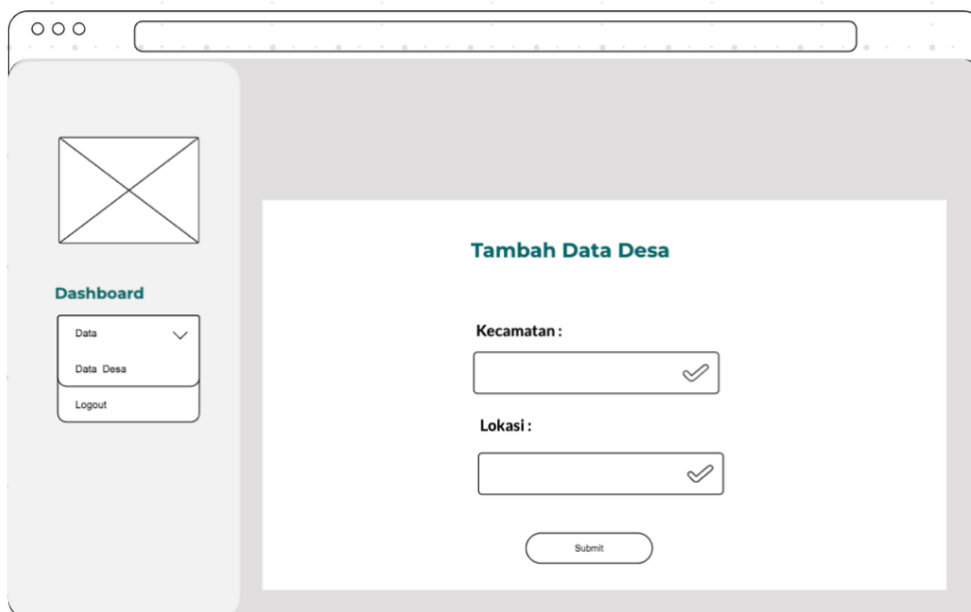 Dashboard
Data
Data Desa
Logout
Tambah Data Desa
Kecamatan :
Lokasi :
Submit